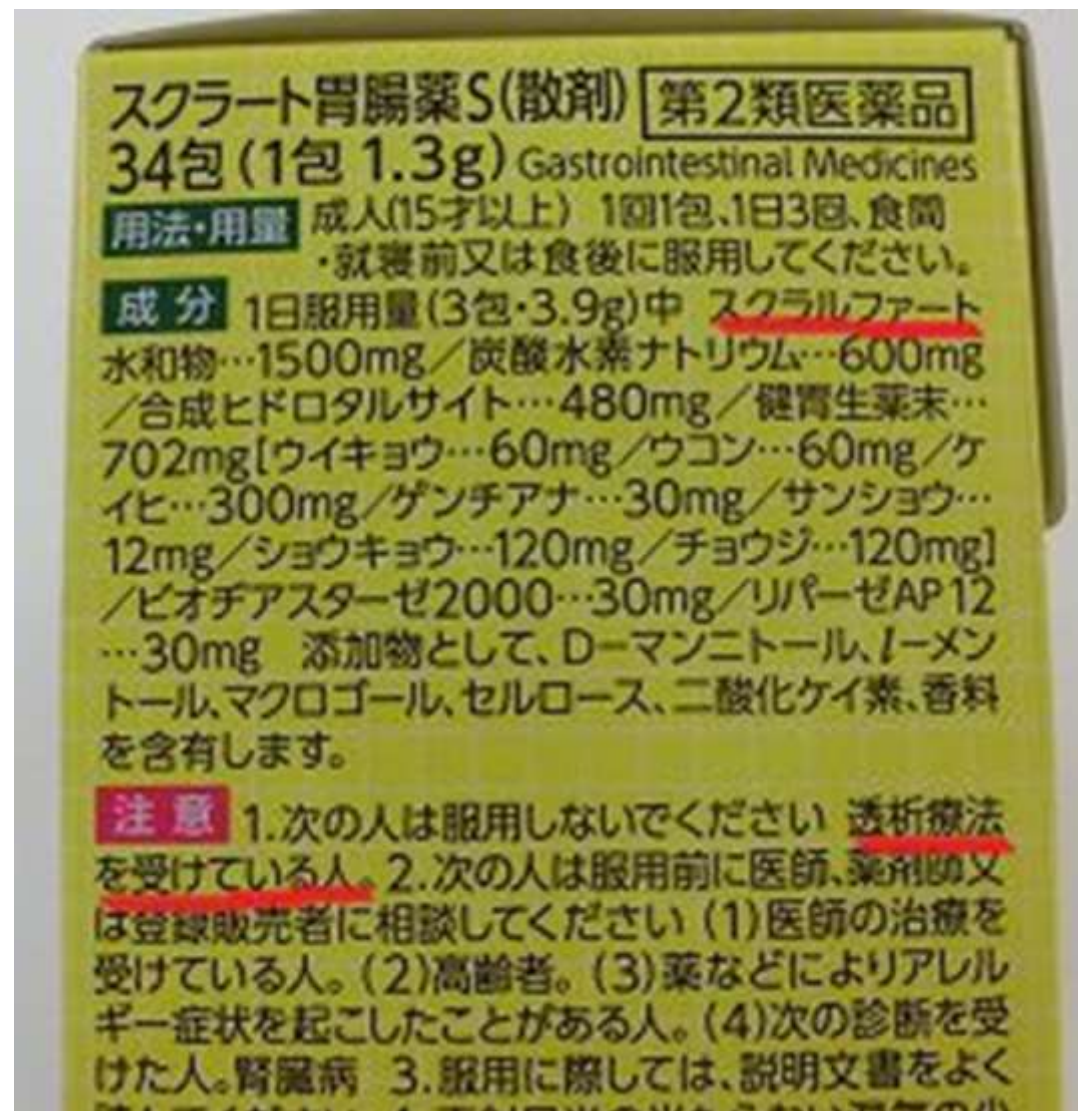 スクラート胃腸薬S(散剤) 第2類医薬品
34包(1包 1.3g) Gastrointestinal Medicines
用法・用量 成人(15才以上) 1回1包、1日3回、食間
・就寝前又は食後に服用してください。
成分 1日服用量(3包・3.9g)中 スクラルファート
水和物…1500mg/炭酸水素ナトリウム…600mg
/合成ヒドロタルサイト…480mg/健胃生薬末…
702mg[ウイキョウ…60mg/ウコン…60mg/ケ
イヒ…300mg/ゲンチアナ…30mg/サンショウ…
12mg/ショウキョウ…120mg/チョウジ…120mg]
/ビオヂアスターゼ2000…30mg/リパーゼAP12
…30mg 添加物として、D-マンニトール、l-メン
トール、マクロゴール、セルロース、二酸化ケイ素、香料
を含有します。
注意 1.次の人は服用しないでください 透析療法
を受けている人。2.次の人は服用前に医師、薬剤師又
は登録販売者に相談してください (1)医師の治療を
受けている人。(2)高齢者。(3)薬などによりアレル
ギー症状を起こしたことがある人。(4)次の診断を受
けた人。腎臓病 3.服用に際しては、説明文書をよく